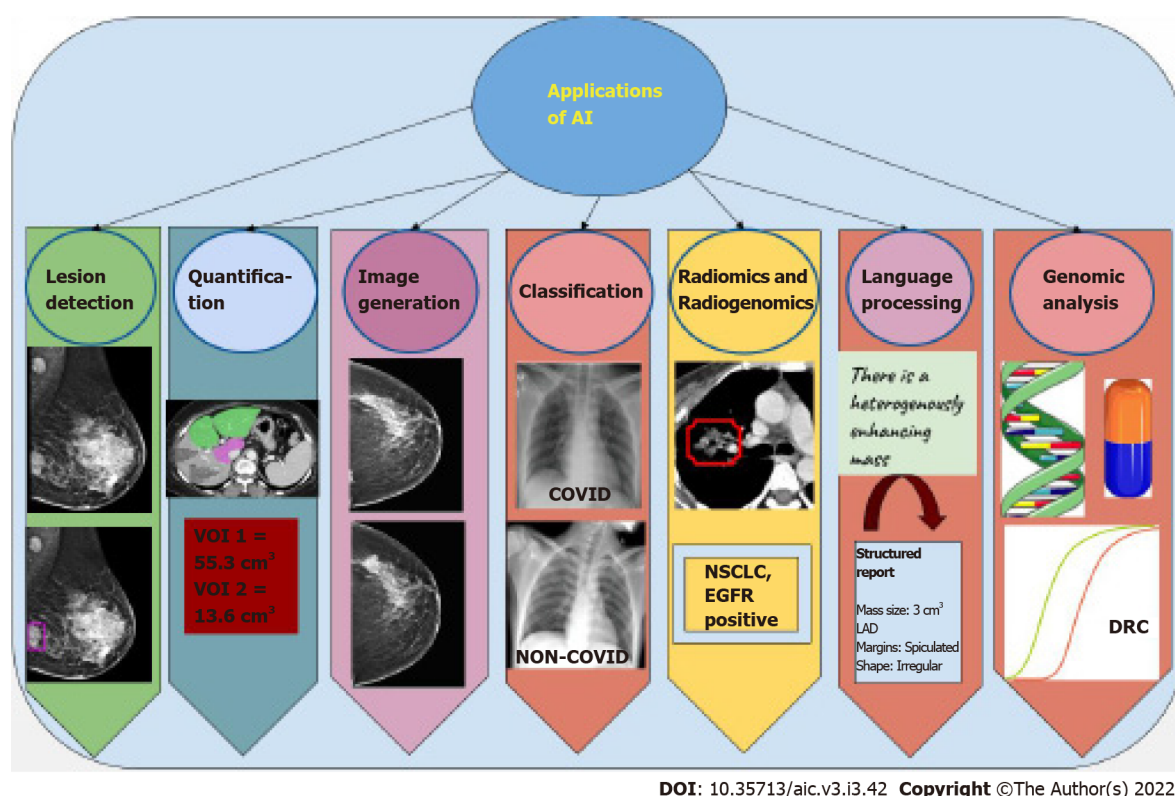 Applications
of AI
Lesion
detection
Quantifica-
tion
Image
generation
Classification
Radiomics and
Radiogenomics
Language
processing
Genomic
analysis
VOI 1 =
55.3 cm³
VOI 2 =
13.6 cm³
COVID
NON-COVID
NSCLC,
EGFR
positive
There is a
heterogenously
enhancing
mass
Structured
report
Mass size: 3 cm³
LAD
Margins: Spiculated
Shape: Irregular
DRC
DOI: 10.35713/aic.v3.i3.42 Copyright ©The Author(s) 2022